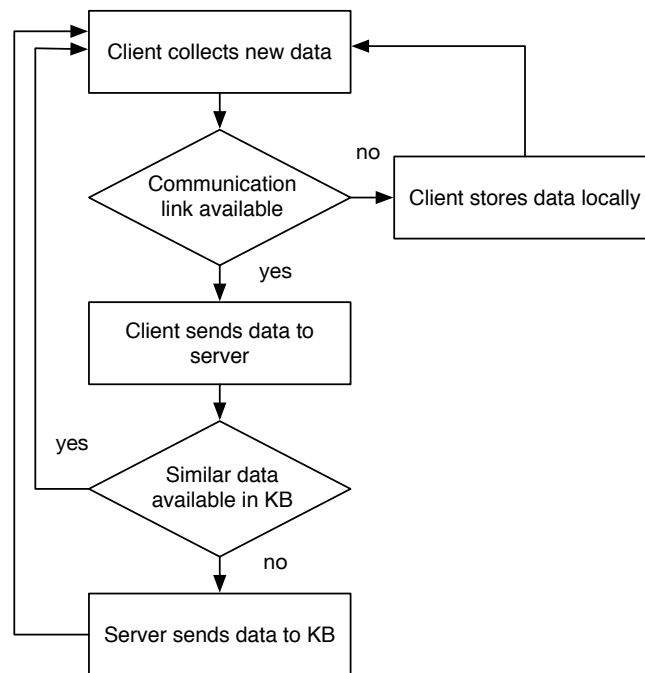 Client collects new data
no
Communication
link available
Client stores data locally
yes
Client sends data to
server
yes
Similar data
available in KB
no
Server sends data to KB